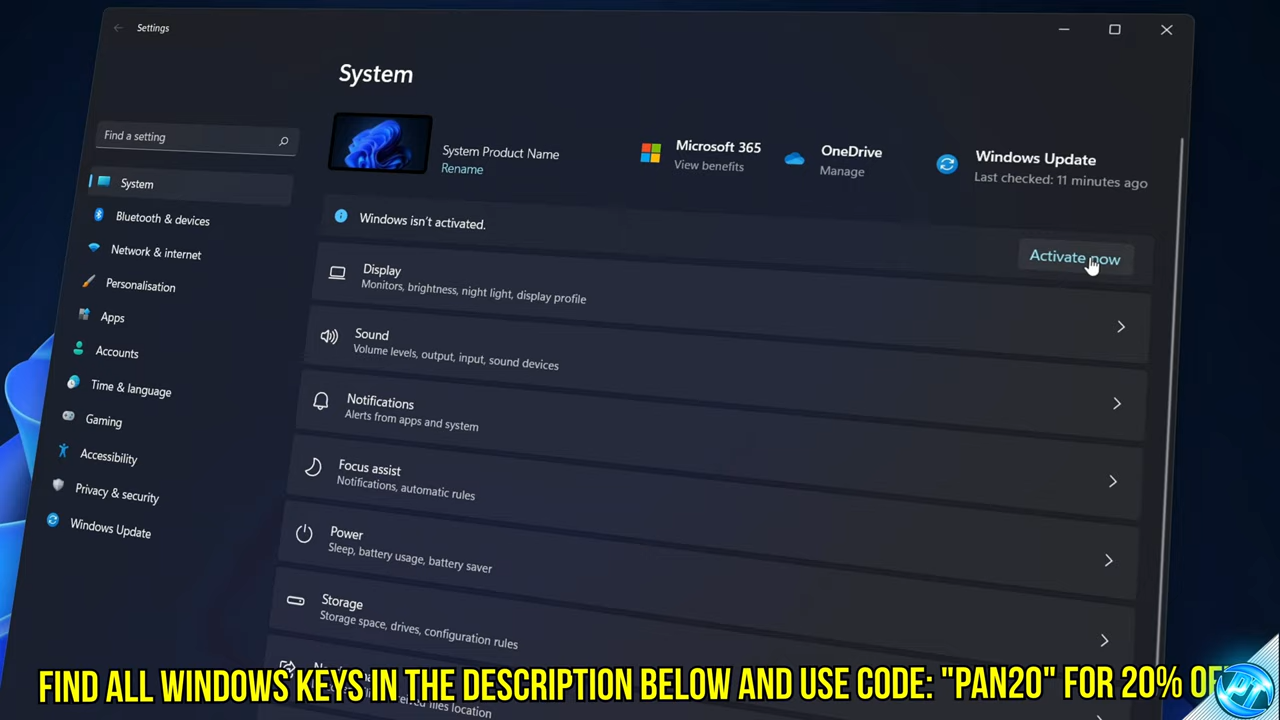 Settings
System
Find a setting
System Product Name
Rename
Microsoft 365
View benefits
OneDrive
Manage
Windows Update
Last checked: 11 minutes ago
System
Bluetooth & devices
Network & internet
Personalisation
Apps
Accounts
Time & language
Gaming
Accessibility
Privacy & security
Windows Update
Windows isn't activated.
Activate now
Display
Monitors, brightness, night light, display profile
Sound
Volume levels, output, input, sound devices
Notifications
Alerts from apps and system
Focus assist
Notifications, automatic rules
Power
Sleep, battery usage, battery saver
Storage
Storage space, drives, configuration rules
files location
FIND ALL WINDOWS KEYS IN THE DESCRIPTION BELOW AND USE CODE: "PAN20" FOR 20%